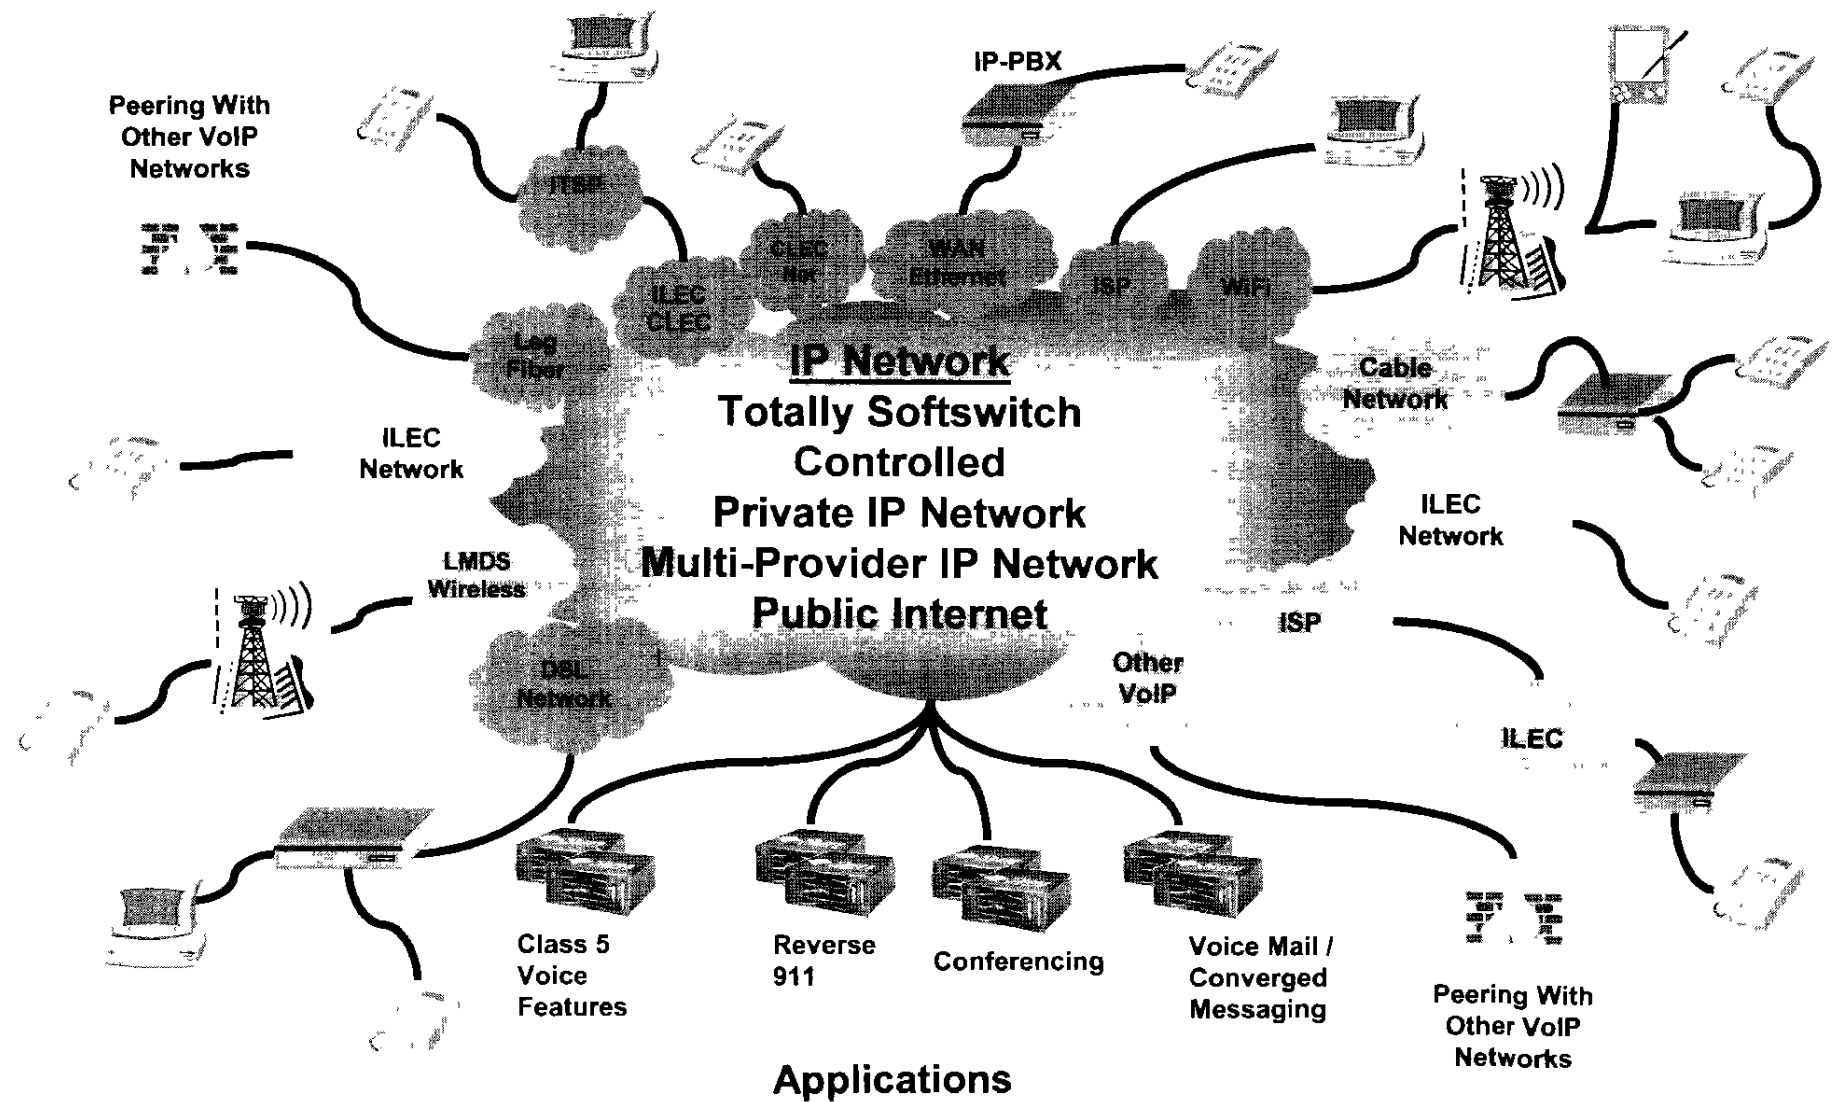 IP-PBX
Peering With
Other VoIP
Networks
ITSP
CLEC
Net
WAN
Ethernet
ISP
WiFi
ILEC
CLEC
Leg
Fiber
IP Network
Totally Softswitch
Controlled
Private IP Network
Multi-Provider IP Network
Public Internet
Cable
Network
ILEC
Network
ILEC
Network
LMDS
Wireless
ISP
DSL
Network
Other
VoIP
ILEC
Class 5
Voice
Features
Reverse
911
Conferencing
Voice Mail /
Converged
Messaging
Peering With
Other VoIP
Networks
Applications